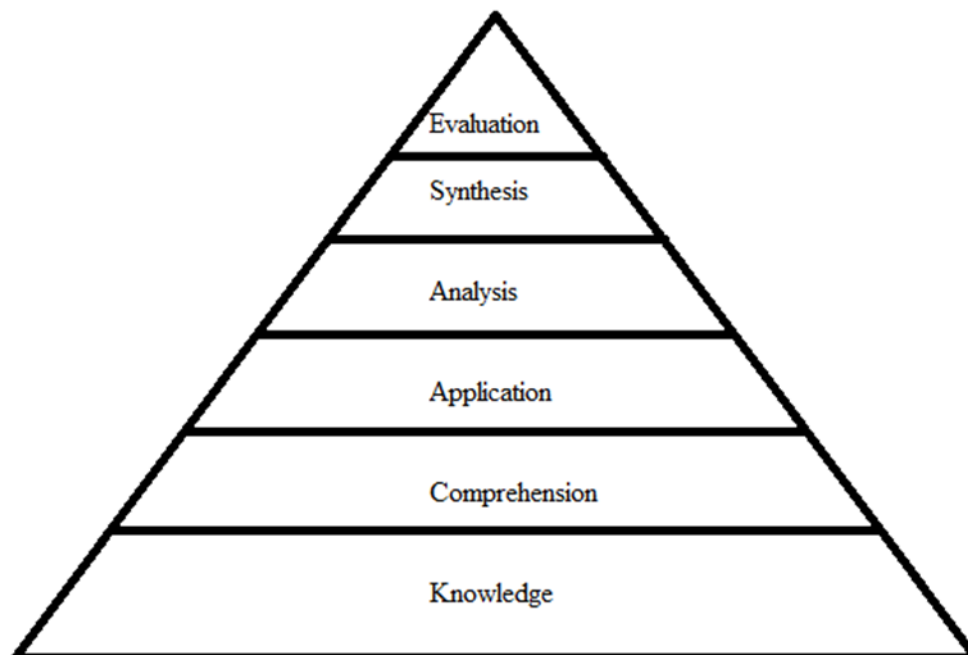 Evaluation
Synthesis
Analysis
Application
Comprehension
Knowledge